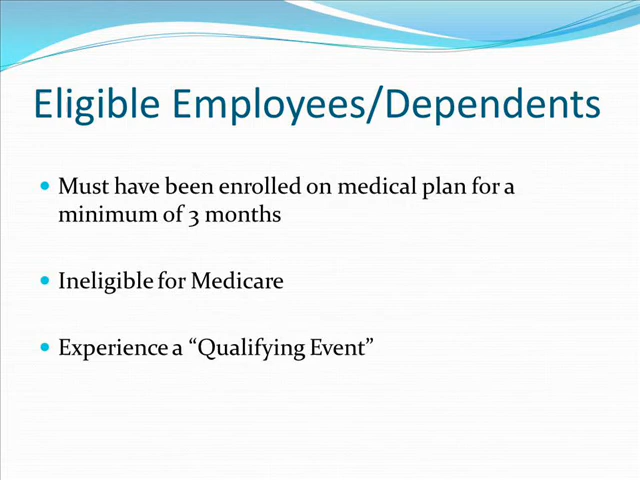 Eligible Employees/Dependents
• Must have been enrolled on medical plan for a
minimum of 3 months
• Ineligible for Medicare
• Experience a “Qualifying Event”